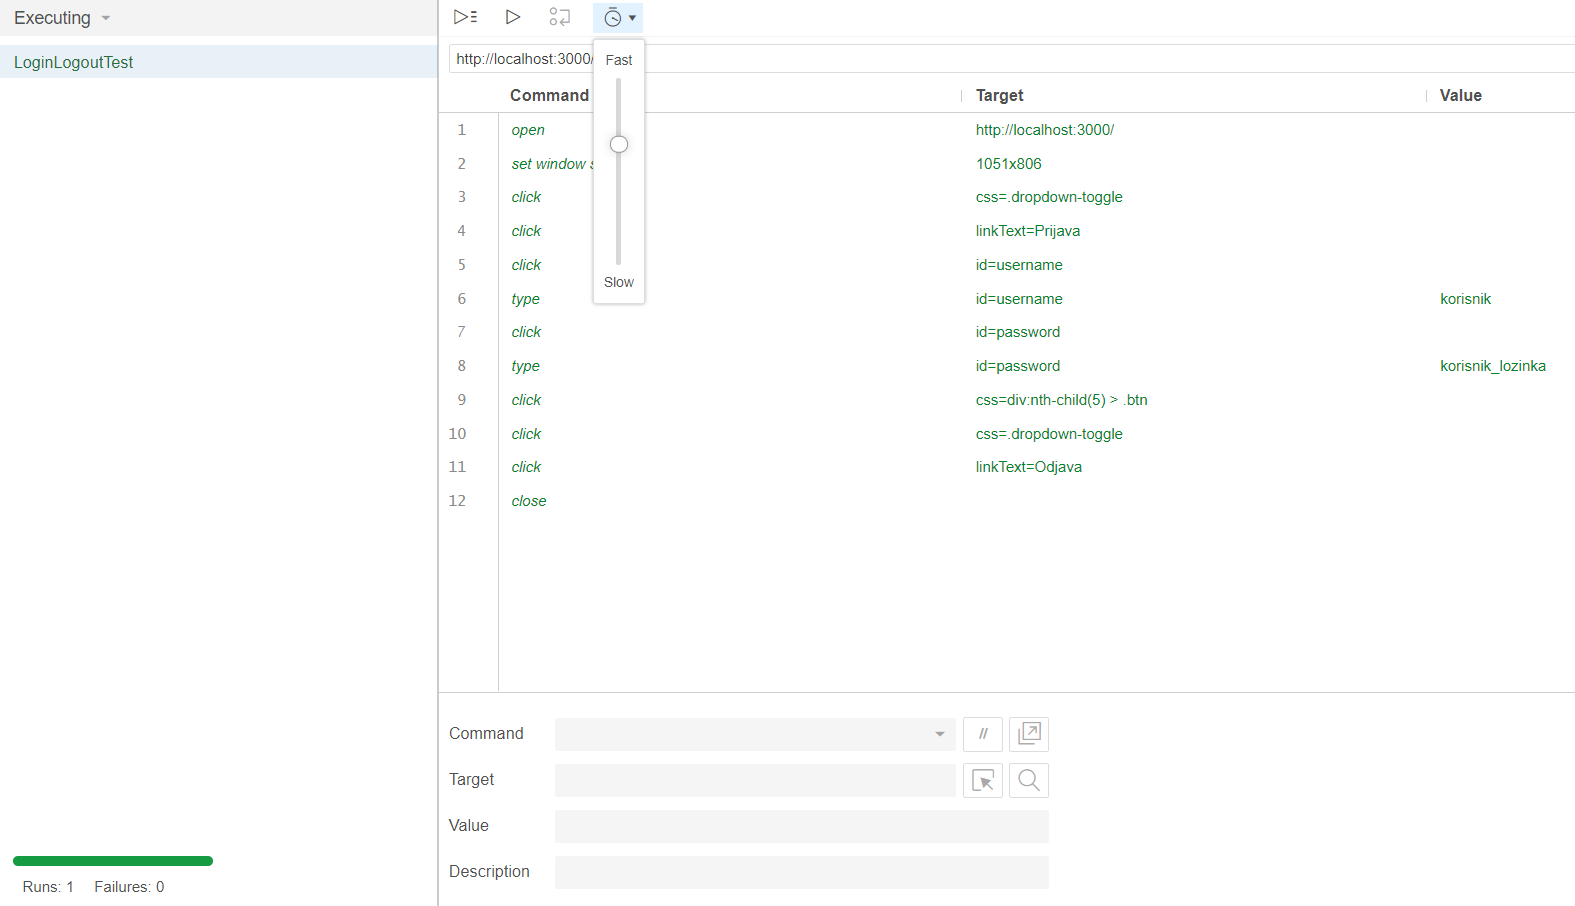 Executing
LoginLogoutTest
http://localhost:3000/
Fast
Slow
Command Target Value
1 open http://localhost:3000/
2 set window s 1051x806
3 click css=.dropdown-toggle
4 click linkText=Prijava
5 click id=username
6 type id=username korisnik
7 click id=password
8 type id=password korisnik_lozinka
9 click css=div:nth-child(5) > .btn
10 click css=.dropdown-toggle
11 click linkText=Odjava
12 close
Command //
Target
Value
Description
Runs: 1 Failures: 0